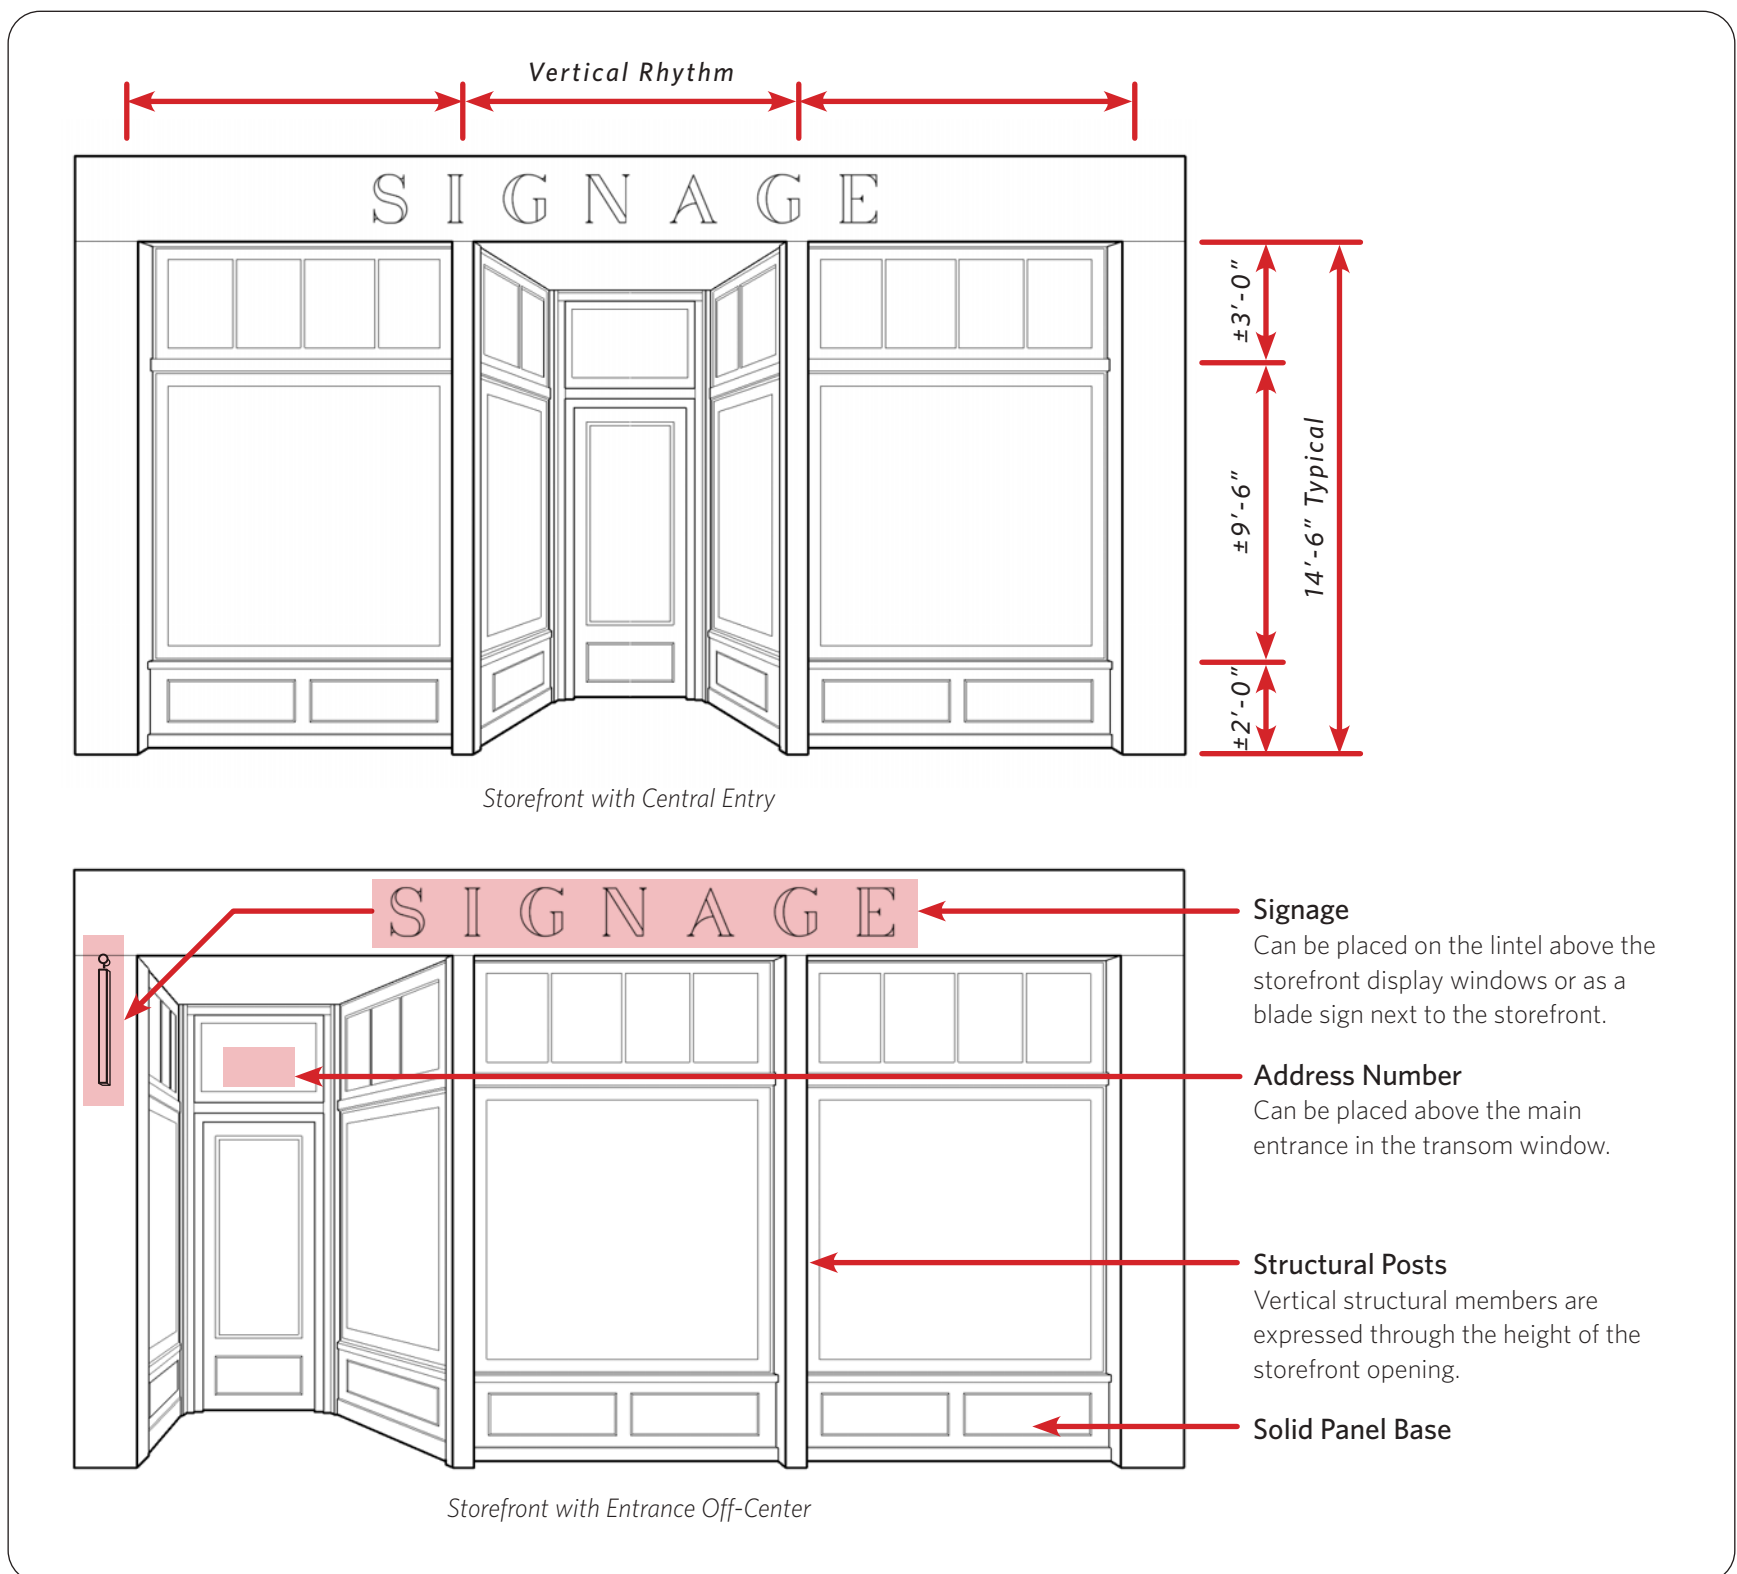 Vertical Rhythm
SIGNAGE
±3'-0"
±9'-6"
14'-6" Typical
±2'-0"
Storefront with Central Entry
SIGNAGE
Signage
Can be placed on the lintel above the
storefront display windows or as a
blade sign next to the storefront.
Address Number
Can be placed above the main
entrance in the transom window.
Structural Posts
Vertical structural members are
expressed through the height of the
storefront opening.
Solid Panel Base
Storefront with Entrance Off-Center